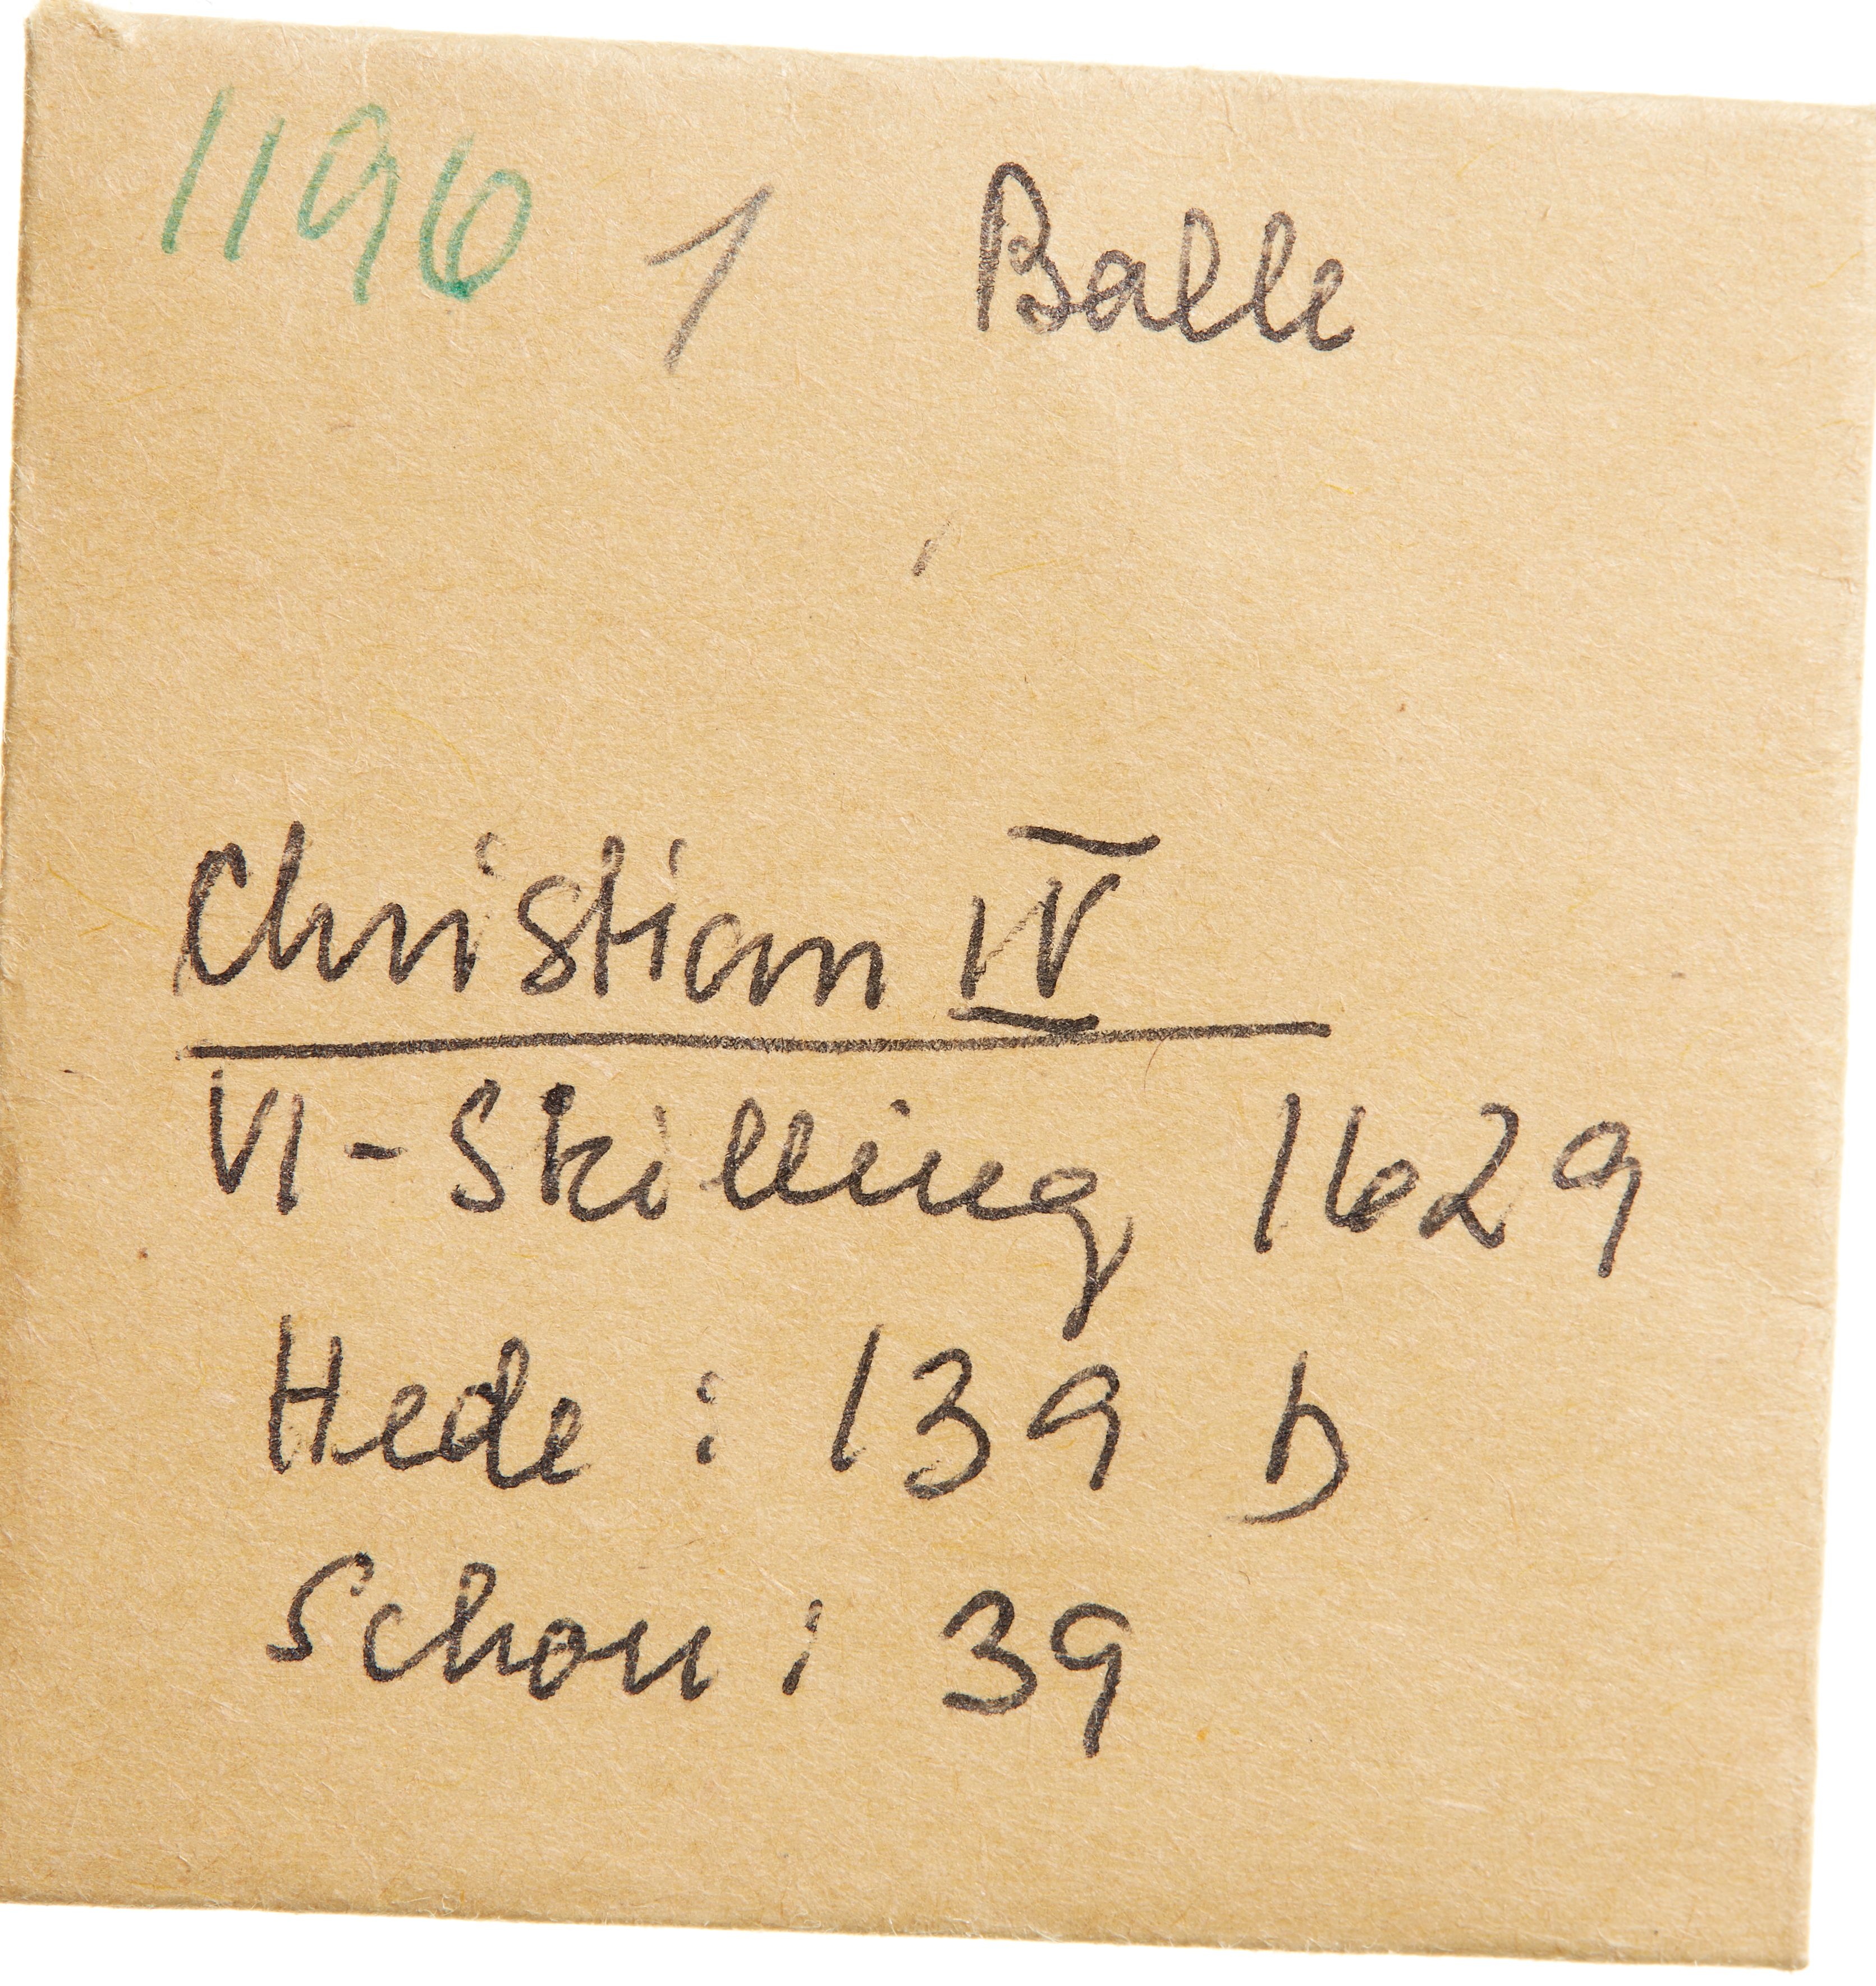 1196 1 Balle
Christian IV
VI-Skilling 1629
Hede: 139 D
Schou: 39